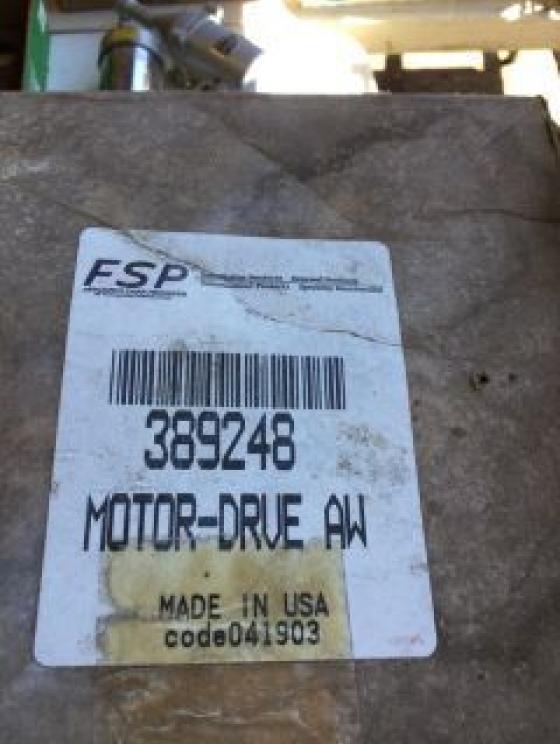 FSP
389248
MOTOR-DRVE AW
MADE IN USA
code041903